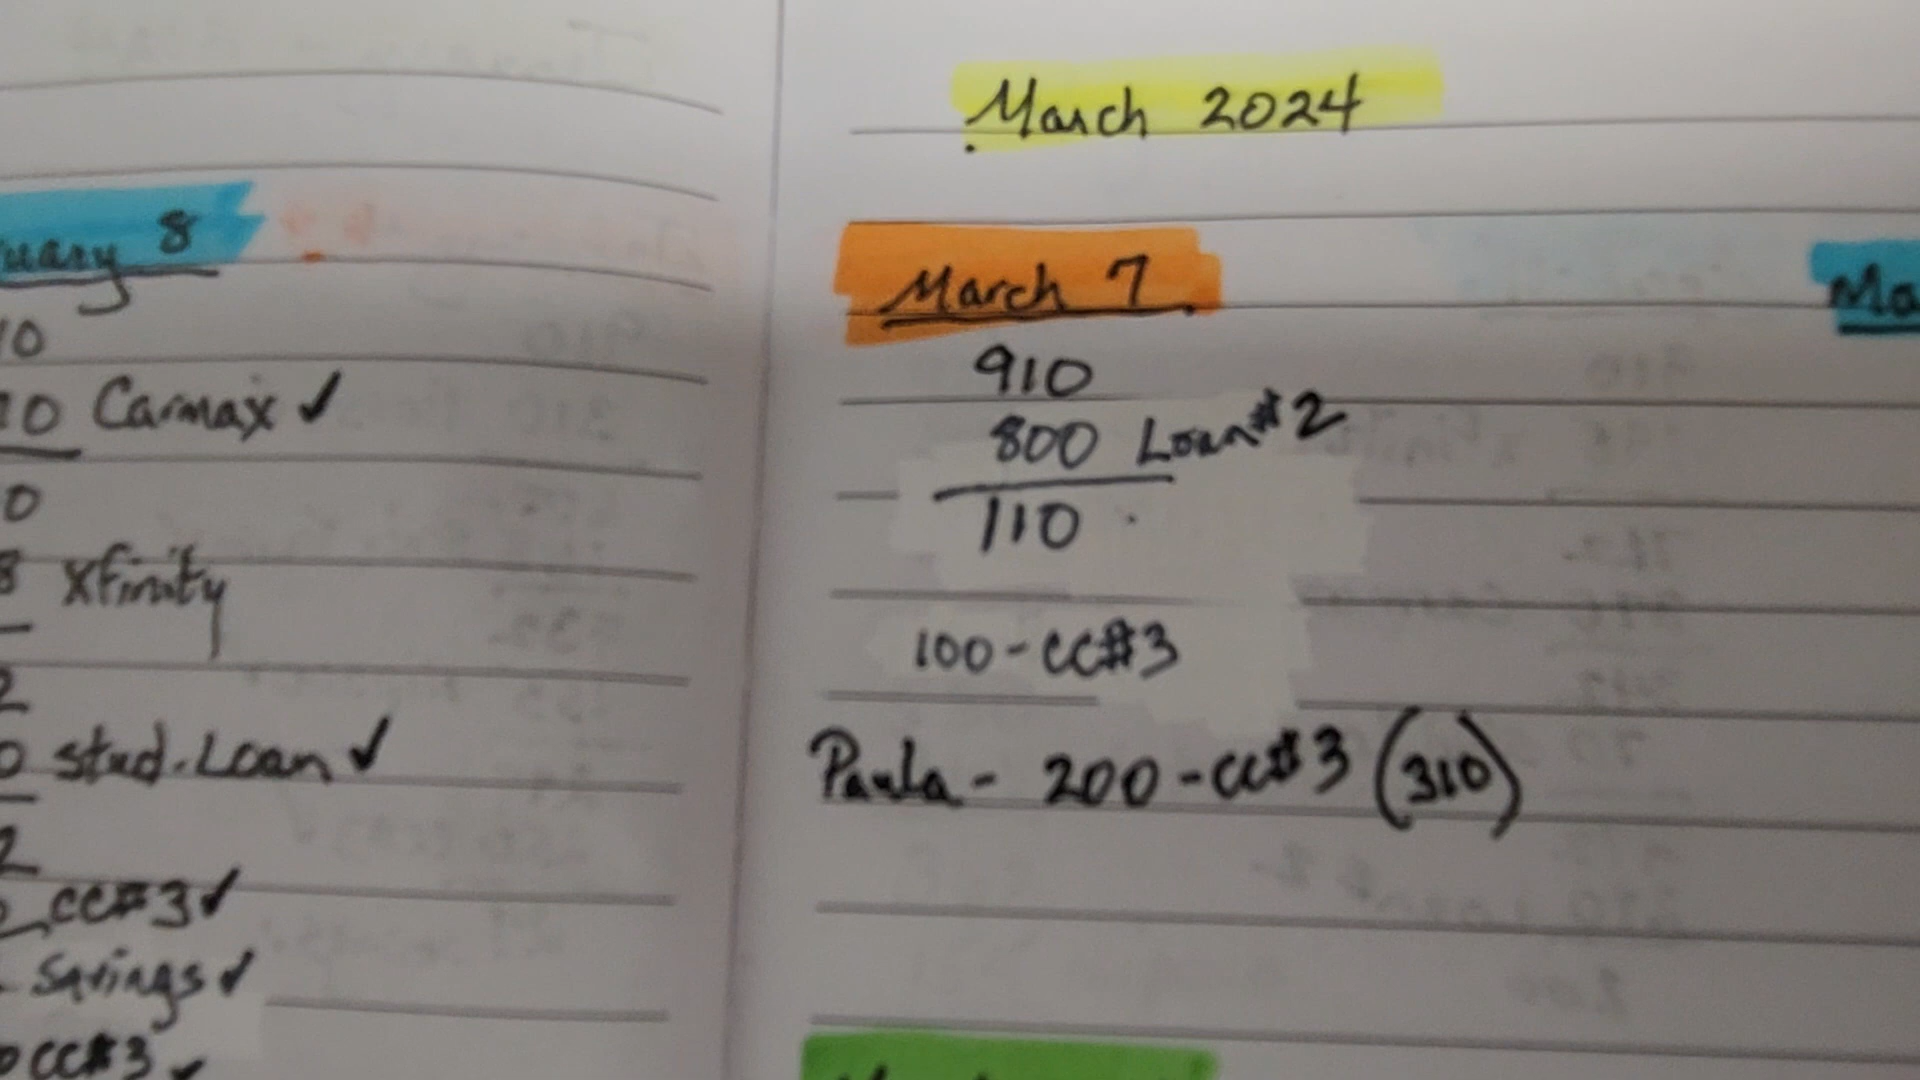 8
10
10 Carmax ✓
0
8 Xfinity
2
0 stud. Loan ✓
2
CC#3 ✓
- Savings ✓
0 CC#3 ✓
March 2024
March 7
910
800 Loan #2
110
100 - CC#3
Paula - 200 - CC#3 (310)
Ma